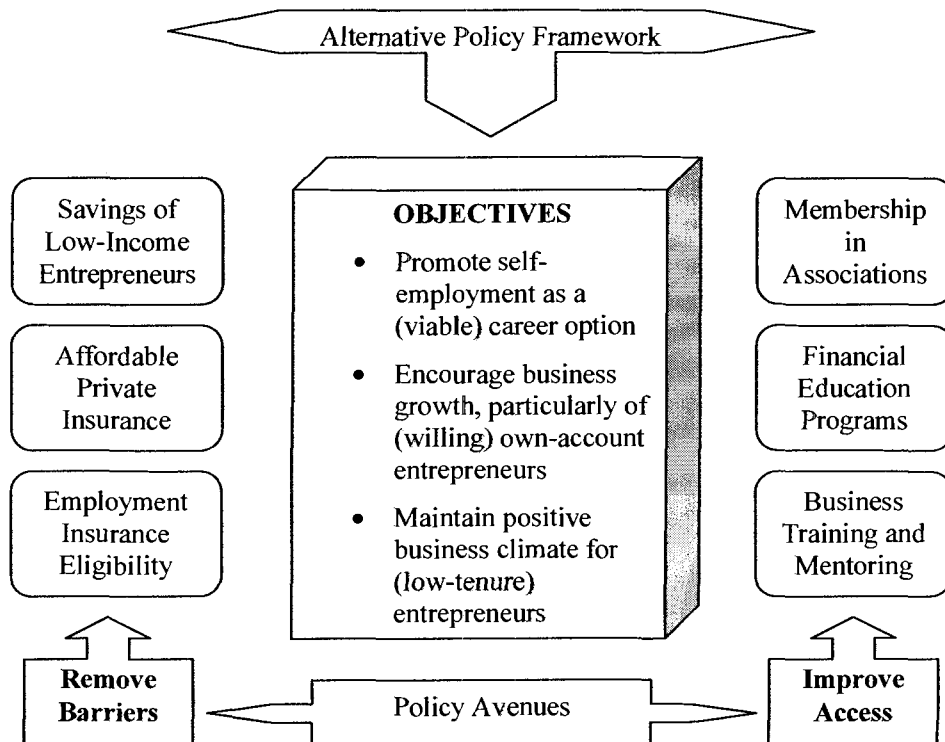 Alternative Policy Framework
Savings of
Low-Income
Entrepreneurs
Affordable
Private
Insurance
Employment
Insurance
Eligibility
Remove
Barriers
OBJECTIVES
• Promote self-
employment as a
(viable) career option
• Encourage business
growth, particularly of
(willing) own-account
entrepreneurs
• Maintain positive
business climate for
(low-tenure)
entrepreneurs
Policy Avenues
Membership
in
Associations
Financial
Education
Programs
Business
Training and
Mentoring
Improve
Access